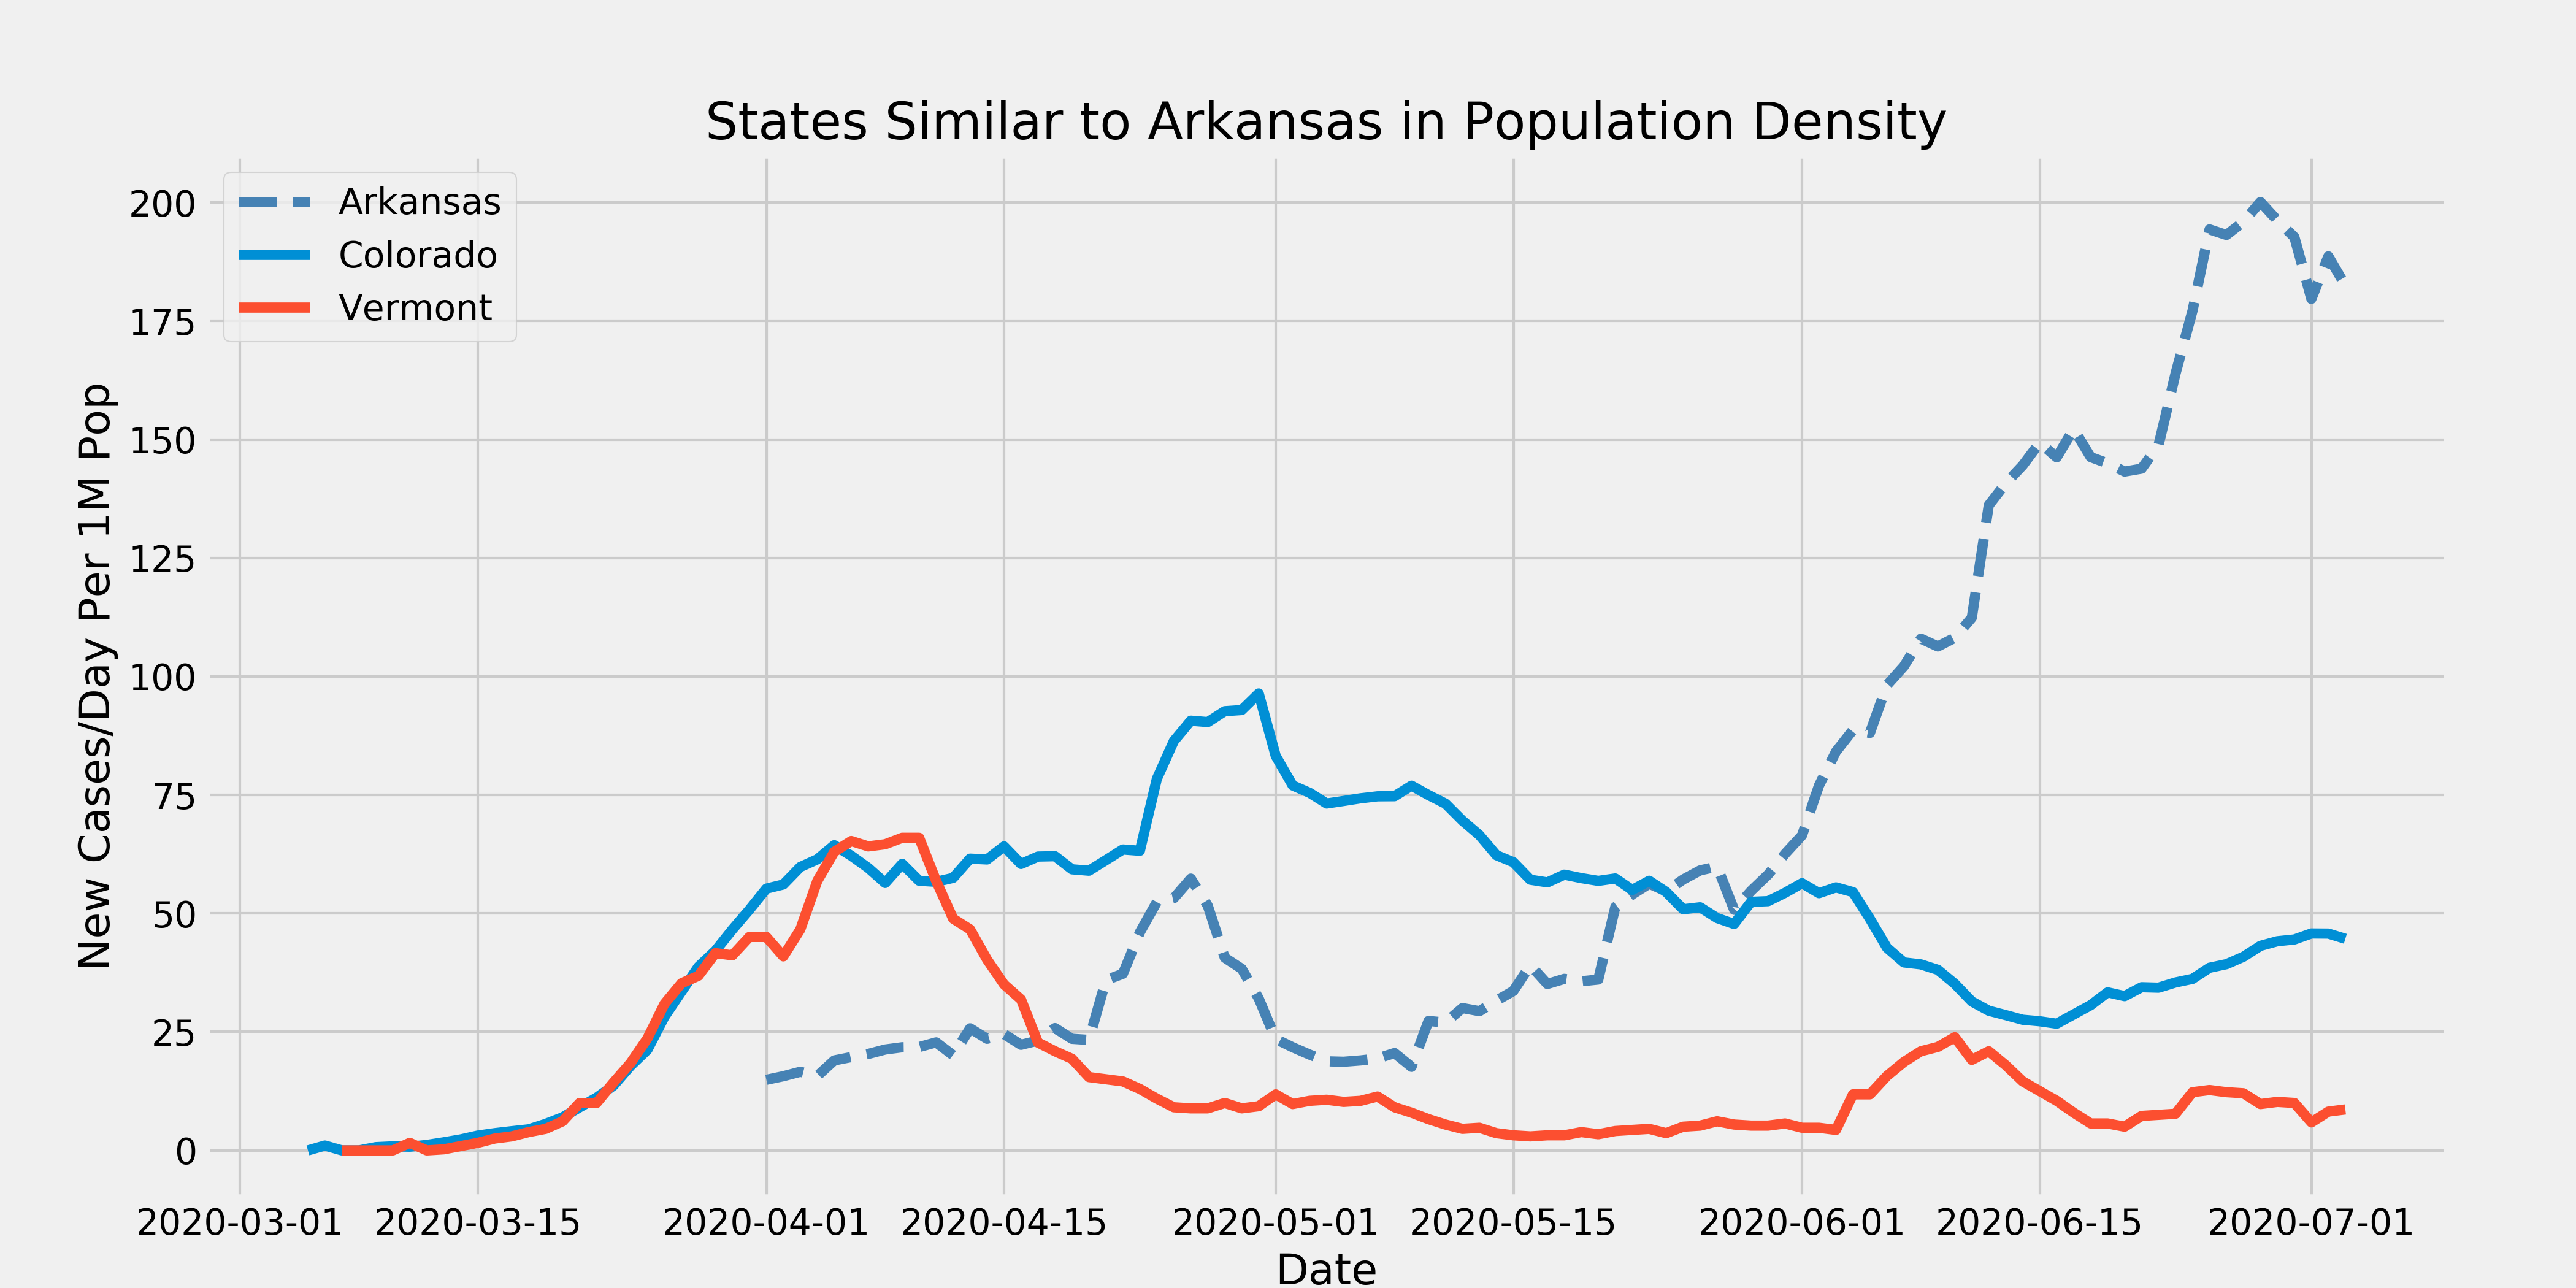 States Similar to Arkansas in Population Density
Arkansas
Colorado
Vermont
New Cases/Day Per 1M Pop
200
175
150
125
100
75
50
25
0
2020-03-01 2020-03-15 2020-04-01 2020-04-15 2020-05-01 2020-05-15 2020-06-01 2020-06-15 2020-07-01
Date